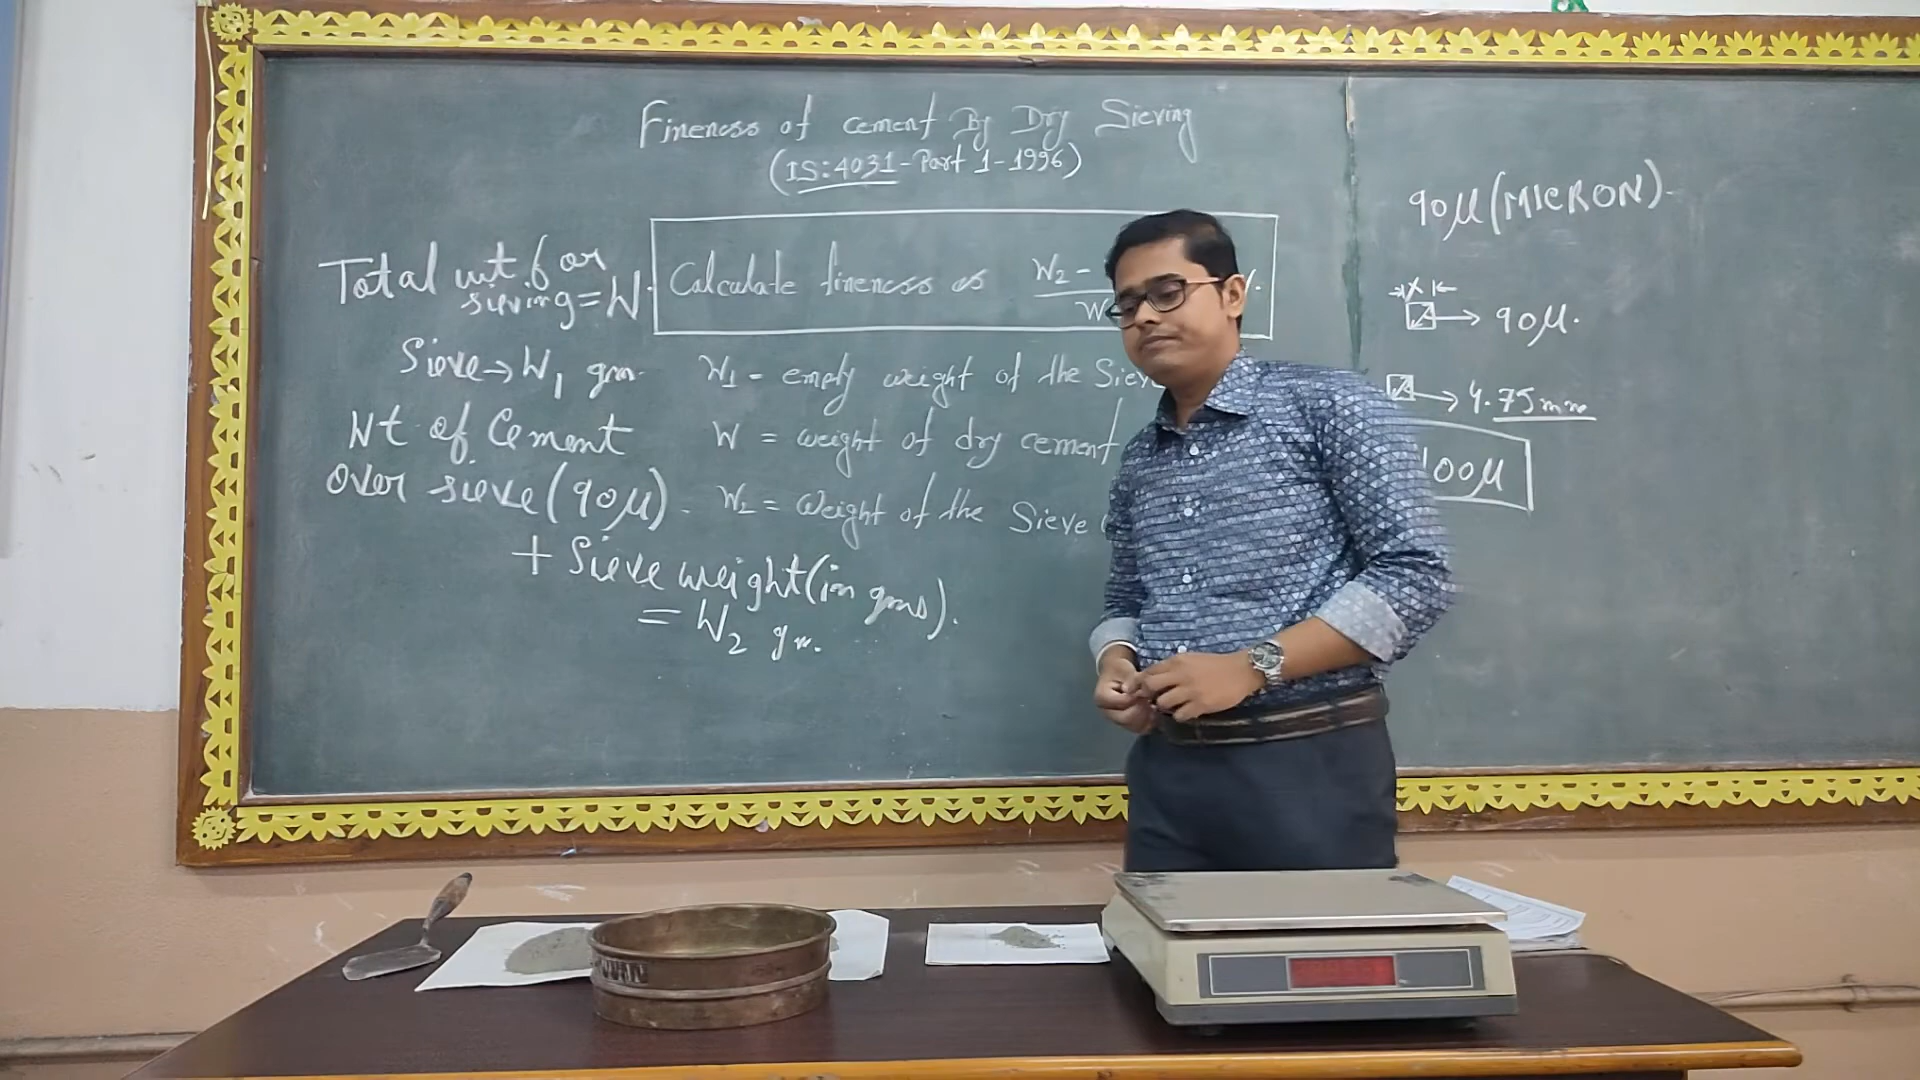 Fineness of cement By Dry Sieving
(IS:4031-Part 1-1996)
Total wt. for
sieving = W.
Calculate fineness as W2 -
W
Sieve → W1 gm.
W1 - empty weight of the Sieve
Wt of Cement
over sieve (90μ).
W = weight of dry cement
W2 = Weight of the Sieve
+ Sieve weight (in gms).
= W2 gm.
90μ (MICRON).
x
90μ.
4.75mm
100μ